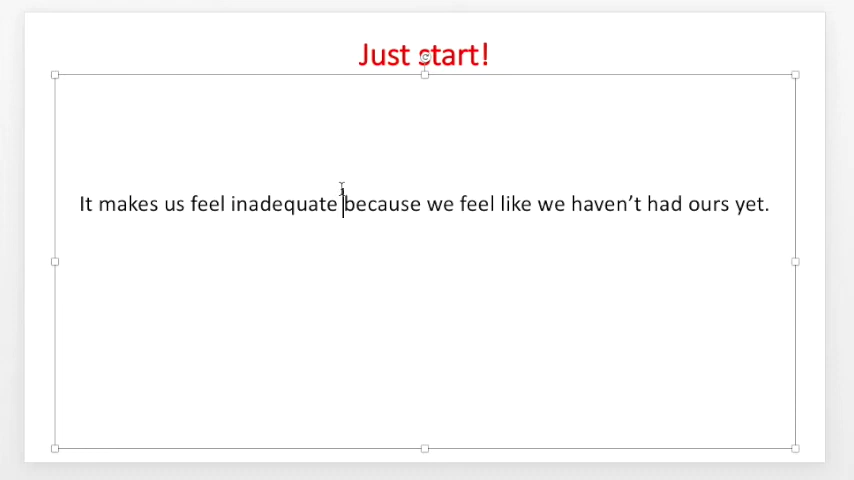 Just start!
It makes us feel inadequate because we feel like we haven’t had ours yet.